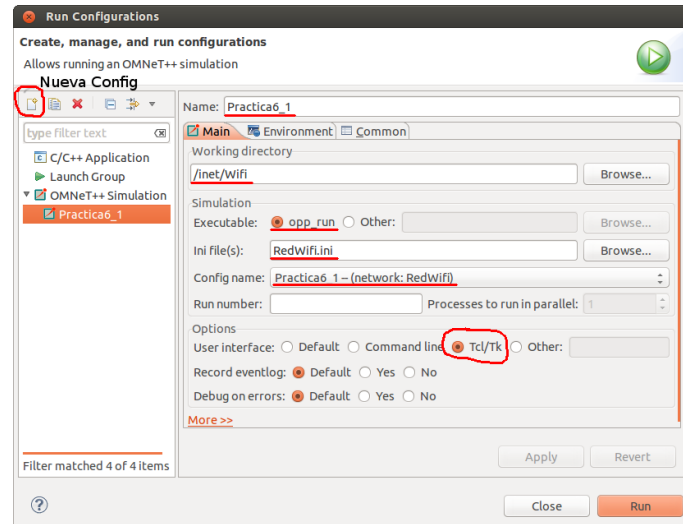 Run Configurations
Create, manage, and run configurations
Allows running an OMNeT++ simulation
Nueva Config
type filter text
C/C++ Application
Launch Group
OMNeT++ Simulation
Practica6_1
Filter matched 4 of 4 items
Name: Practica6_1
Main Environment Common
Working directory
/inet/Wifi Browse...
Simulation
Executable: opp_run Other: Browse...
Ini file(s): RedWifi.ini Browse...
Config name: Practica6_1 -- (network: RedWifi)
Run number: Processes to run in parallel: 1
Options
User interface: Default Command line Tcl/Tk Other:
Record eventlog: Default Yes No
Debug on errors: Default Yes No
More >>
Apply Revert
Close Run